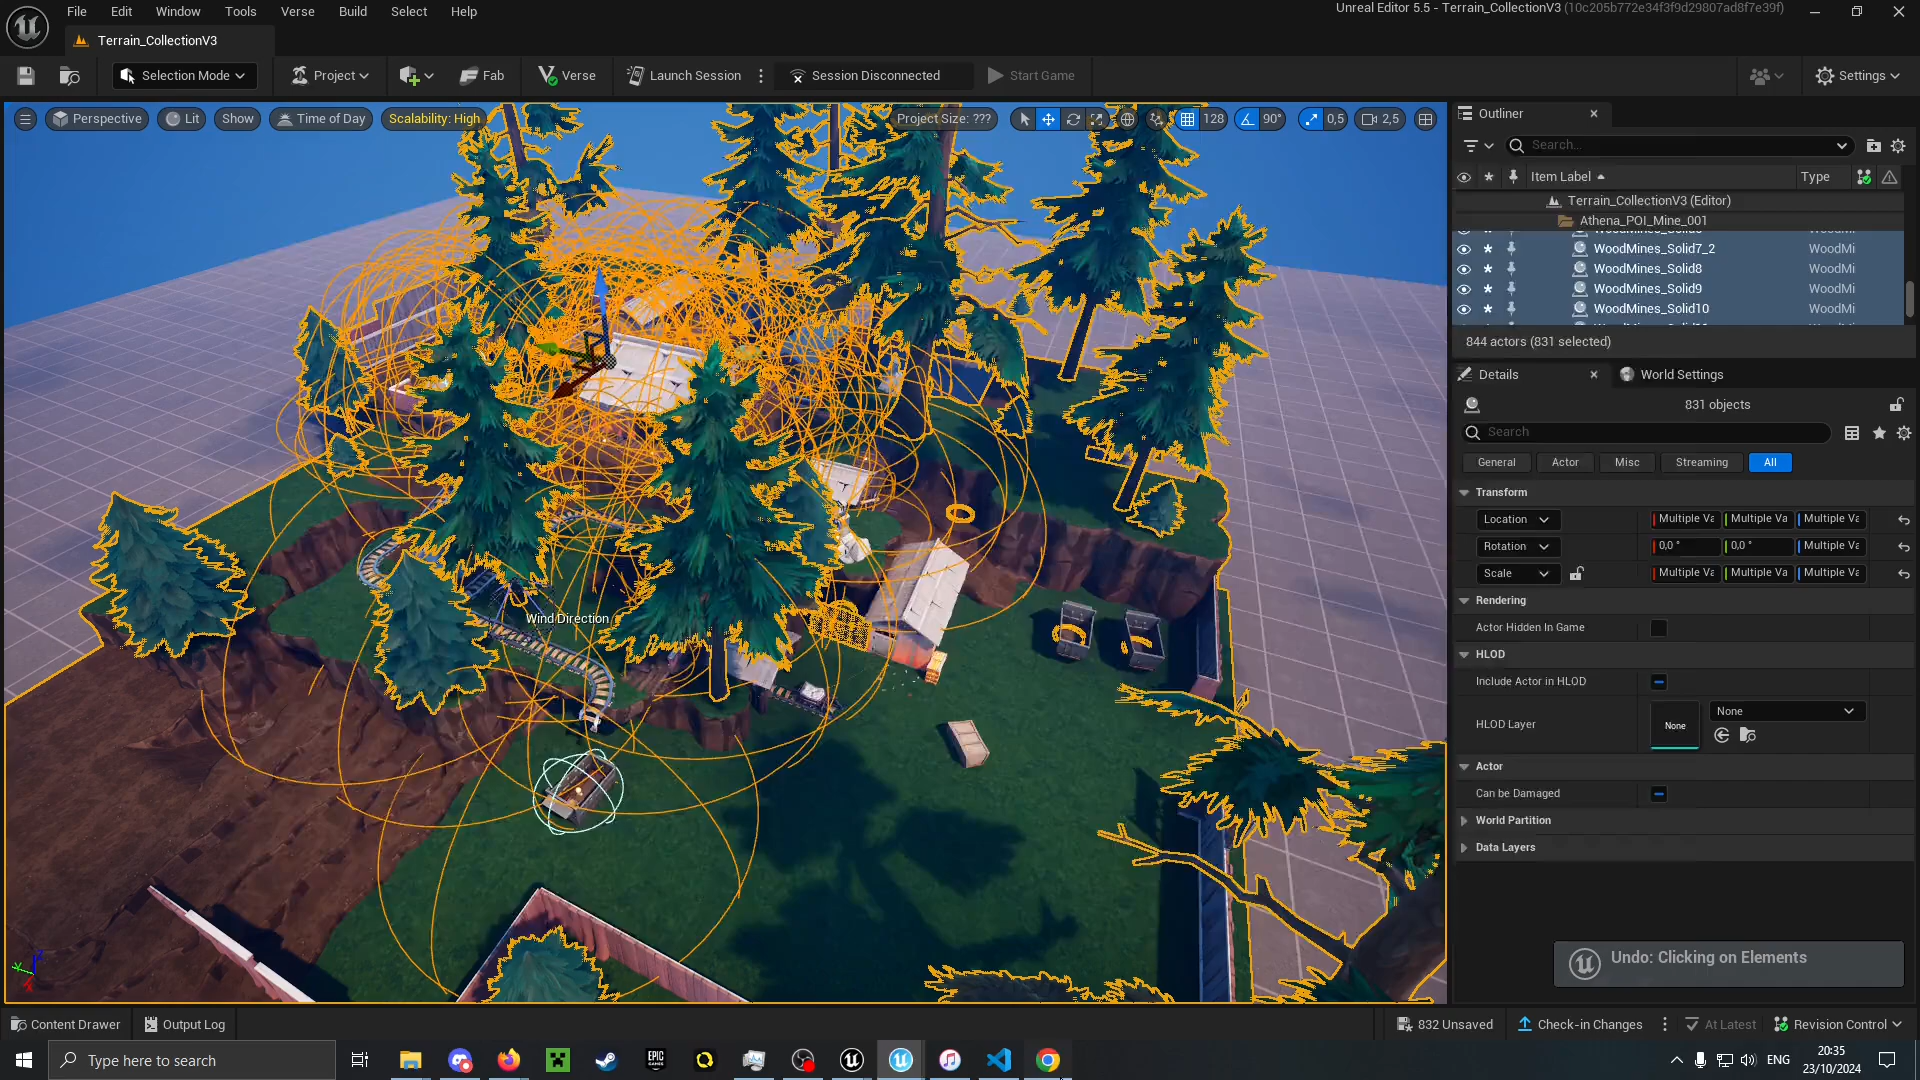 File Edit Window Tools Verse Build Select Help
Unreal Editor 5.5 - Terrain_CollectionV3 (10c205b772e34f3f9d29807ad8f7e39f)
Terrain_CollectionV3
Selection Mode Project Fab Verse Launch Session Session Disconnected Start Game Settings
Perspective Lit Show Time of Day Scalability: High Project Size: ??? 128 90° 0,5 2,5
Wind Direction
Outliner
Search...
Item Label Type
Terrain_CollectionV3 (Editor)
Athena_POI_Mine_001
WoodMines_Solid7_2 WoodMi
WoodMines_Solid8 WoodMi
WoodMines_Solid9 WoodMi
WoodMines_Solid10 WoodMi
844 actors (831 selected)
Details World Settings
831 objects
Search
General Actor Misc Streaming All
Transform
Location Multiple Va Multiple Va Multiple Va
Rotation 0,0 ° 0,0 ° Multiple Va
Scale Multiple Va Multiple Va Multiple Va
Rendering
Actor Hidden In Game
HLOD
Include Actor in HLOD
HLOD Layer None None
Actor
Can be Damaged
World Partition
Data Layers
Undo: Clicking on Elements
Content Drawer Output Log 832 Unsaved Check-in Changes At Latest Revision Control
Type here to search
EPIC GAMES
ENG
20:35
23/10/2024